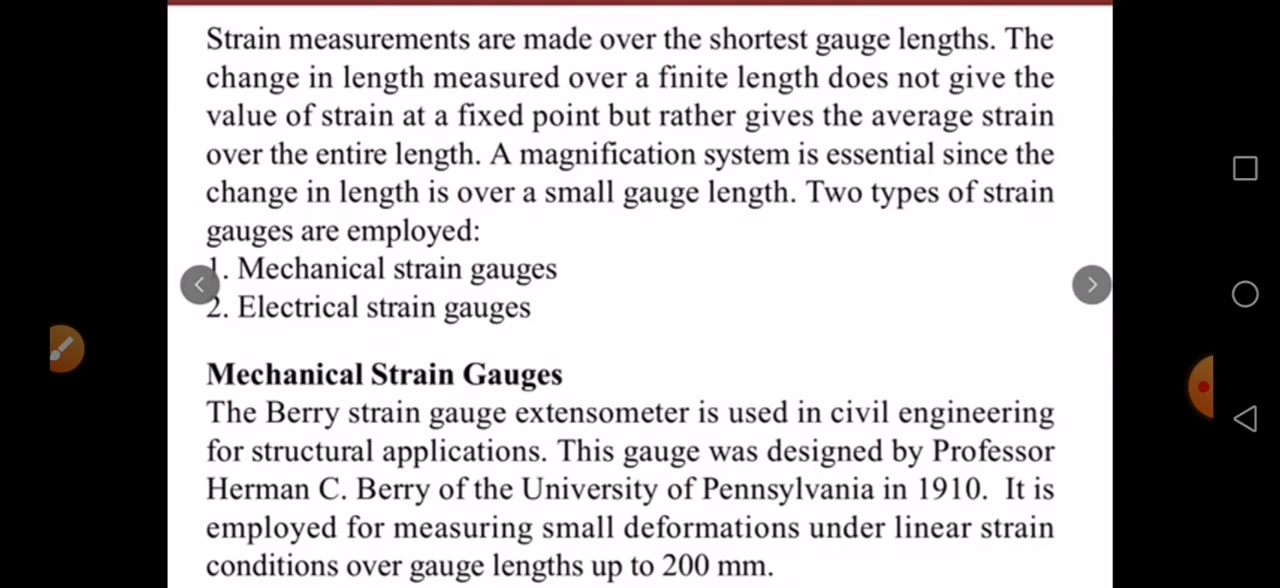 Strain measurements are made over the shortest gauge lengths. The
change in length measured over a finite length does not give the
value of strain at a fixed point but rather gives the average strain
over the entire length. A magnification system is essential since the
change in length is over a small gauge length. Two types of strain
gauges are employed:
1. Mechanical strain gauges
2. Electrical strain gauges
Mechanical Strain Gauges
The Berry strain gauge extensometer is used in civil engineering
for structural applications. This gauge was designed by Professor
Herman C. Berry of the University of Pennsylvania in 1910. It is
employed for measuring small deformations under linear strain
conditions over gauge lengths up to 200 mm.